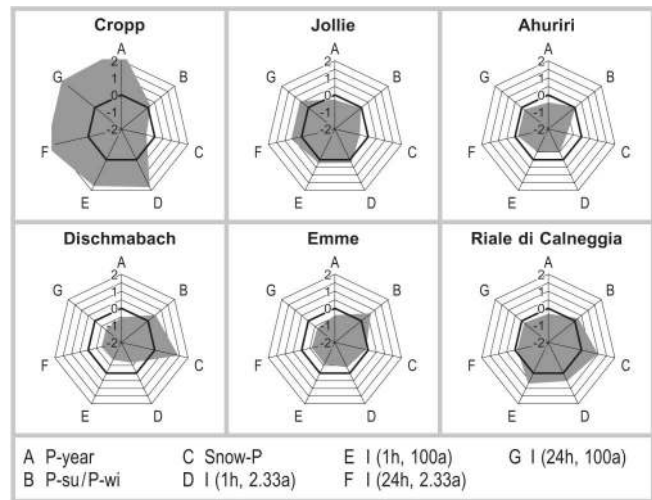 Cropp
A
2
1
0
-1
-2
B
C
D
E
F
G
Jollie
A
2
1
0
-1
-2
B
C
D
E
F
G
Ahuriri
A
2
1
0
-1
-2
B
C
D
E
F
G
Dischmabach
A
2
1
0
-1
-2
B
C
D
E
F
G
Emme
A
2
1
0
-1
-2
B
C
D
E
F
G
Riale di Calneggia
A
2
1
0
-1
-2
B
C
D
E
F
G
A P-year C Snow-P E I (1h, 100a) G I (24h, 100a)
B P-su/P-wi D I (1h, 2.33a) F I (24h, 2.33a)